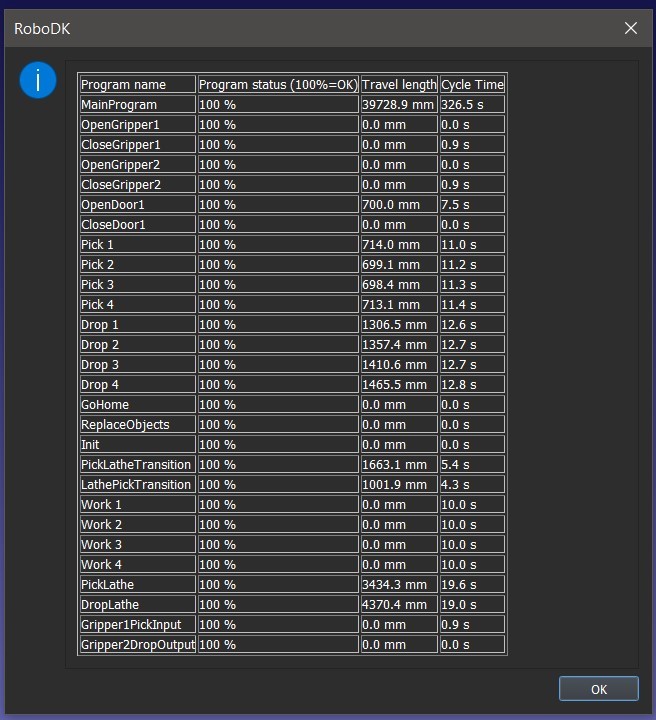 RoboDK
Program name Program status (100%=OK) Travel length Cycle Time
MainProgram 100 % 39728.9 mm 326.5 s
OpenGripper1 100 % 0.0 mm 0.0 s
CloseGripper1 100 % 0.0 mm 0.9 s
OpenGripper2 100 % 0.0 mm 0.0 s
CloseGripper2 100 % 0.0 mm 0.9 s
OpenDoor1 100 % 700.0 mm 7.5 s
CloseDoor1 100 % 0.0 mm 0.0 s
Pick 1 100 % 714.0 mm 11.0 s
Pick 2 100 % 699.1 mm 11.2 s
Pick 3 100 % 698.4 mm 11.3 s
Pick 4 100 % 713.1 mm 11.4 s
Drop 1 100 % 1306.5 mm 12.6 s
Drop 2 100 % 1357.4 mm 12.7 s
Drop 3 100 % 1410.6 mm 12.7 s
Drop 4 100 % 1465.5 mm 12.8 s
GoHome 100 % 0.0 mm 0.0 s
ReplaceObjects 100 % 0.0 mm 0.0 s
Init 100 % 0.0 mm 0.0 s
PickLatheTransition 100 % 1663.1 mm 5.4 s
LathePickTransition 100 % 1001.9 mm 4.3 s
Work 1 100 % 0.0 mm 10.0 s
Work 2 100 % 0.0 mm 10.0 s
Work 3 100 % 0.0 mm 10.0 s
Work 4 100 % 0.0 mm 10.0 s
PickLathe 100 % 3434.3 mm 19.6 s
DropLathe 100 % 4370.4 mm 19.0 s
Gripper1PickInput 100 % 0.0 mm 0.9 s
Gripper2DropOutput 100 % 0.0 mm 0.0 s
OK